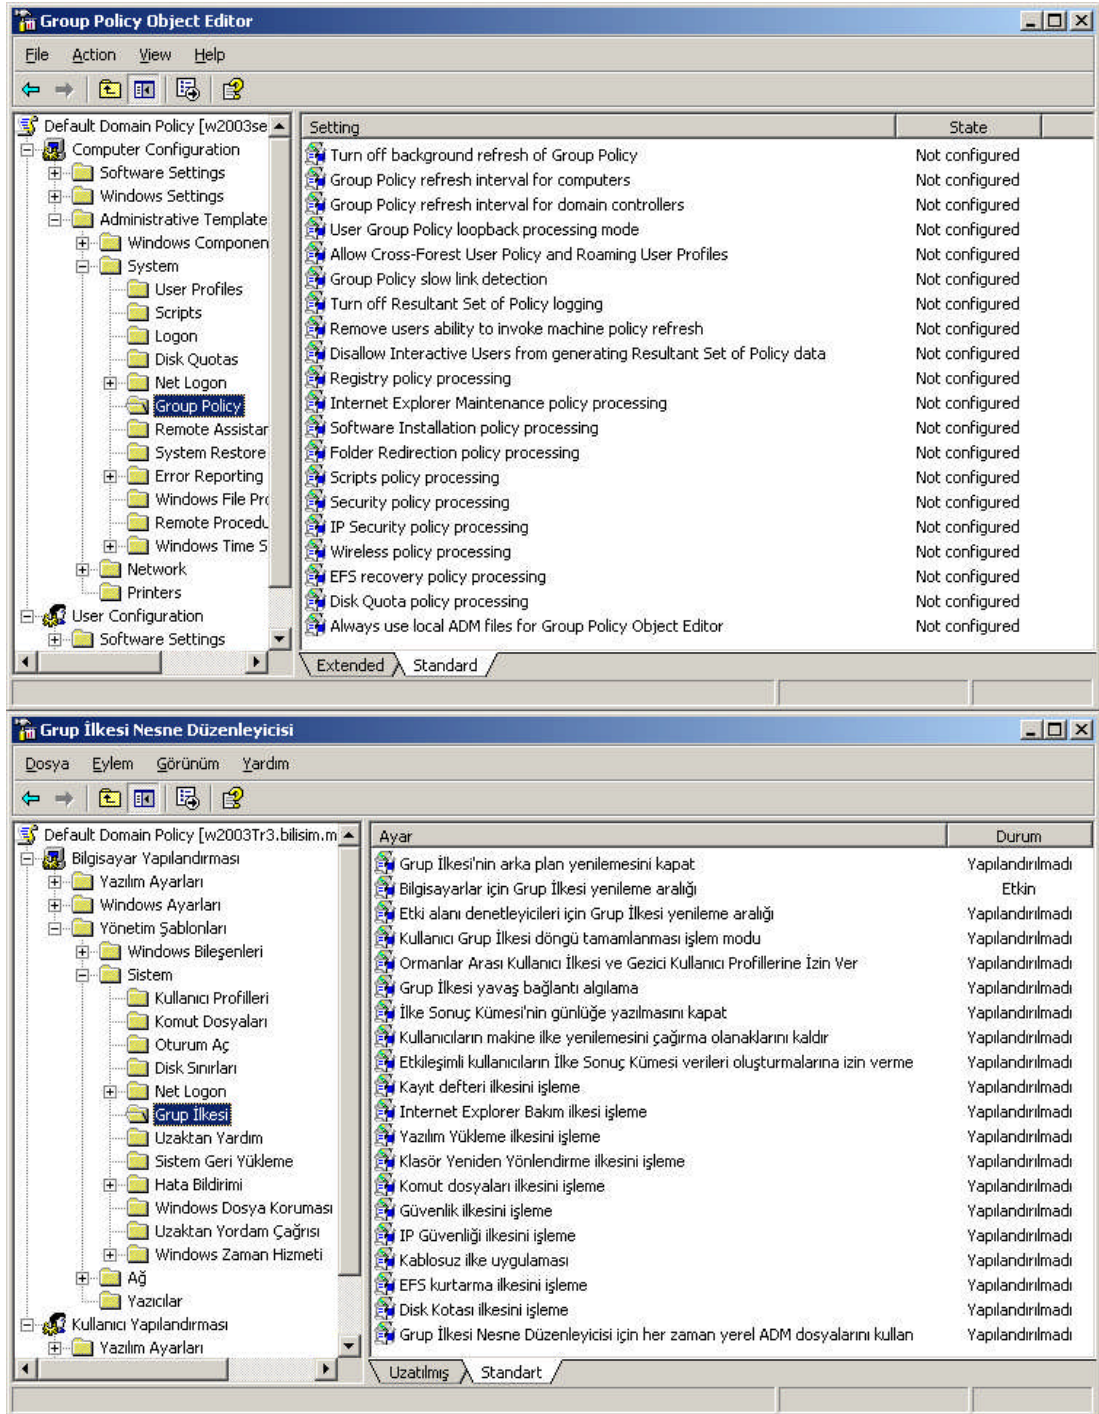 Group Policy Object Editor
File Action View Help
Default Domain Policy [w2003se
Computer Configuration
Software Settings
Windows Settings
Administrative Template
Windows Componen
System
User Profiles
Scripts
Logon
Disk Quotas
Net Logon
Group Policy
Remote Assistar
System Restore
Error Reporting
Windows File Pro
Remote Procedu
Windows Time S
Network
Printers
User Configuration
Software Settings
Setting State
Turn off background refresh of Group Policy Not configured
Group Policy refresh interval for computers Not configured
Group Policy refresh interval for domain controllers Not configured
User Group Policy loopback processing mode Not configured
Allow Cross-Forest User Policy and Roaming User Profiles Not configured
Group Policy slow link detection Not configured
Turn off Resultant Set of Policy logging Not configured
Remove users ability to invoke machine policy refresh Not configured
Disallow Interactive Users from generating Resultant Set of Policy data Not configured
Registry policy processing Not configured
Internet Explorer Maintenance policy processing Not configured
Software Installation policy processing Not configured
Folder Redirection policy processing Not configured
Scripts policy processing Not configured
Security policy processing Not configured
IP Security policy processing Not configured
Wireless policy processing Not configured
EFS recovery policy processing Not configured
Disk Quota policy processing Not configured
Always use local ADM files for Group Policy Object Editor Not configured
Extended Standard
Grup İlkesi Nesne Düzenleyicisi
Dosya Eylem Görünüm Yardım
Default Domain Policy [w2003Tr3.bilisim.m
Bilgisayar Yapılandırması
Yazılım Ayarları
Windows Ayarları
Yönetim Şablonları
Windows Bileşenleri
Sistem
Kullanıcı Profilleri
Komut Dosyaları
Oturum Aç
Disk Sınırları
Net Logon
Grup İlkesi
Uzaktan Yardım
Sistem Geri Yükleme
Hata Bildirimi
Windows Dosya Koruması
Uzaktan Yordam Çağrısı
Windows Zaman Hizmeti
Ağ
Yazıcılar
Kullanıcı Yapılandırması
Yazılım Ayarları
Ayar Durum
Grup İlkesi'nin arka plan yenilemesini kapat Yapılandırılmadı
Bilgisayarlar için Grup İlkesi yenileme aralığı Etkin
Etki alanı denetleyicileri için Grup İlkesi yenileme aralığı Yapılandırılmadı
Kullanıcı Grup İlkesi döngü tamamlanması işlem modu Yapılandırılmadı
Ormanlar Arası Kullanıcı İlkesi ve Gezici Kullanıcı Profillerine İzin Ver Yapılandırılmadı
Grup İlkesi yavaş bağlantı algılama Yapılandırılmadı
İlke Sonuç Kümesi'nin günlüğe yazılmasını kapat Yapılandırılmadı
Kullanıcıların makine ilke yenilemesini çağırma olanaklarını kaldır Yapılandırılmadı
Etkileşimli kullanıcıların İlke Sonuç Kümesi verileri oluşturmalarına izin verme Yapılandırılmadı
Kayıt defteri ilkesini işleme Yapılandırılmadı
Internet Explorer Bakım ilkesi işleme Yapılandırılmadı
Yazılım Yükleme ilkesini işleme Yapılandırılmadı
Klasör Yeniden Yönlendirme ilkesini işleme Yapılandırılmadı
Komut dosyaları ilkesini işleme Yapılandırılmadı
Güvenlik ilkesini işleme Yapılandırılmadı
IP Güvenliği ilkesini işleme Yapılandırılmadı
Kablosuz ilke uygulaması Yapılandırılmadı
EFS kurtarma ilkesini işleme Yapılandırılmadı
Disk Kotası ilkesini işleme Yapılandırılmadı
Grup İlkesi Nesne Düzenleyicisi için her zaman yerel ADM dosyalarını kullan Yapılandırılmadı
Uzatılmış Standart